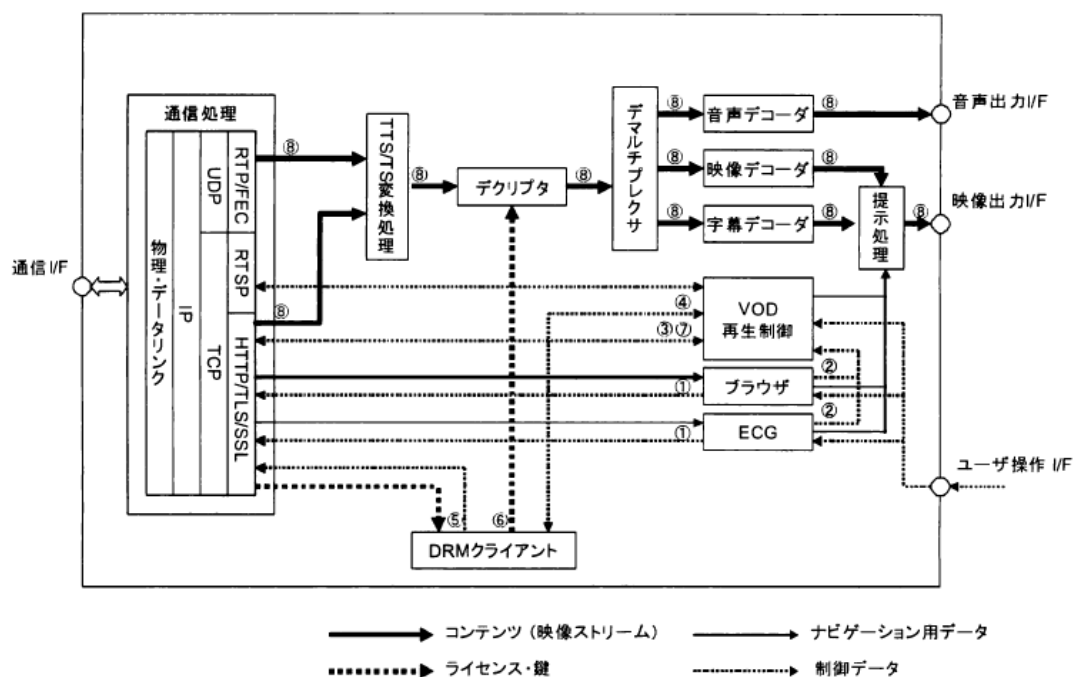 通信処理
物理・データリンク
IP
UDP
TCP
RTP/FEC
RTSP
HTTP/TLS/SSL
通信 I/F
⑧
⑧
TTS/TS変換処理
⑧
デクリプタ
⑧
デマルチプレクサ
⑧
音声デコーダ
⑧
音声出力I/F
⑧
映像デコーダ
⑧
⑧
字幕デコーダ
⑧
提示処理
⑧
映像出力I/F
④
③⑦
VOD
再生制御
①
ブラウザ
②
①
ECG
②
ユーザ操作 I/F
⑤
⑥
DRMクライアント
コンテンツ（映像ストリーム）
ナビゲーション用データ
ライセンス・鍵
制御データ